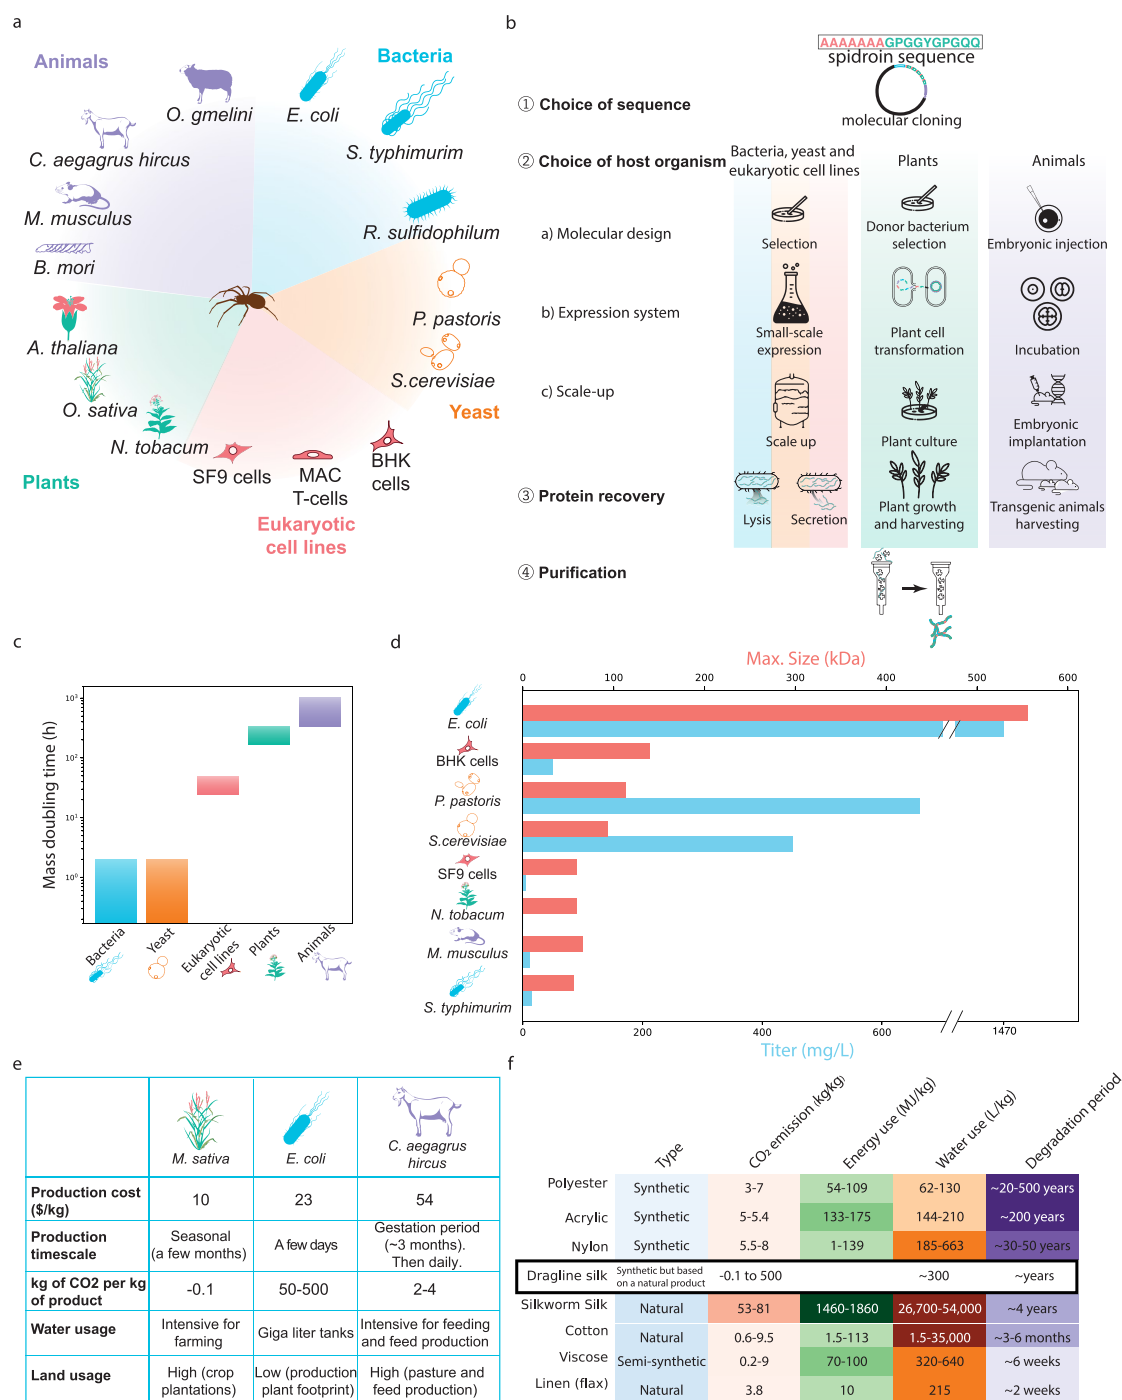 a
Animals
Bacteria
O. gmelini
E. coli
C. aegagrus hircus
S. typhimurim
M. musculus
R. sulfidophilum
B. mori
P. pastoris
A. thaliana
S.cerevisiae
O. sativa
Yeast
N. tobacum
Plants
SF9 cells
MAC
T-cells
BHK
cells
Eukaryotic
cell lines
b
AAAAAAAGPGGYGPGQQ
spidroin sequence
① Choice of sequence
molecular cloning
② Choice of host organism
Bacteria, yeast and
eukaryotic cell lines
Plants
Animals
a) Molecular design
Selection
Donor bacterium
selection
Embryonic injection
b) Expression system
Small-scale
expression
Plant cell
transformation
Incubation
c) Scale-up
Scale up
Plant culture
Embryonic
implantation
③ Protein recovery
Lysis
Secretion
Plant growth
and harvesting
Transgenic animals
harvesting
④ Purification
c
Mass doubling time (h)
10³
10²
10¹
10⁰
Bacteria
Yeast
Eukaryotic
cell lines
Plants
Animals
d
Max. Size (kDa)
0 100 200 300 400 500 600
E. coli
BHK cells
P. pastoris
S.cerevisiae
SF9 cells
N. tobacum
M. musculus
S. typhimurim
0 200 400 600 1470
Titer (mg/L)
e
M. sativa E. coli C. aegagrus
hircus
Production cost
($/kg)
10 23 54
Production
timescale
Seasonal
(a few months)
A few days
Gestation period
(~3 months).
Then daily.
kg of CO2 per kg
of product
-0.1 50-500 2-4
Water usage
Intensive for
farming
Giga liter tanks
Intensive for feeding
and feed production
Land usage
High (crop
plantations)
Low (production
plant footprint)
High (pasture and
feed production)
f
Type CO₂ emission (kg/kg) Energy use (MJ/kg) Water use (L/kg) Degradation period
Polyester Synthetic 3-7 54-109 62-130 ~20-500 years
Acrylic Synthetic 5-5.4 133-175 144-210 ~200 years
Nylon Synthetic 5.5-8 1-139 185-663 ~30-50 years
Dragline silk Synthetic but based
on a natural product
-0.1 to 500 ~300 ~years
Silkworm Silk Natural 53-81 1460-1860 26,700-54,000 ~4 years
Cotton Natural 0.6-9.5 1.5-113 1.5-35,000 ~3-6 months
Viscose Semi-synthetic 0.2-9 70-100 320-640 ~6 weeks
Linen (flax) Natural 3.8 10 215 ~2 weeks